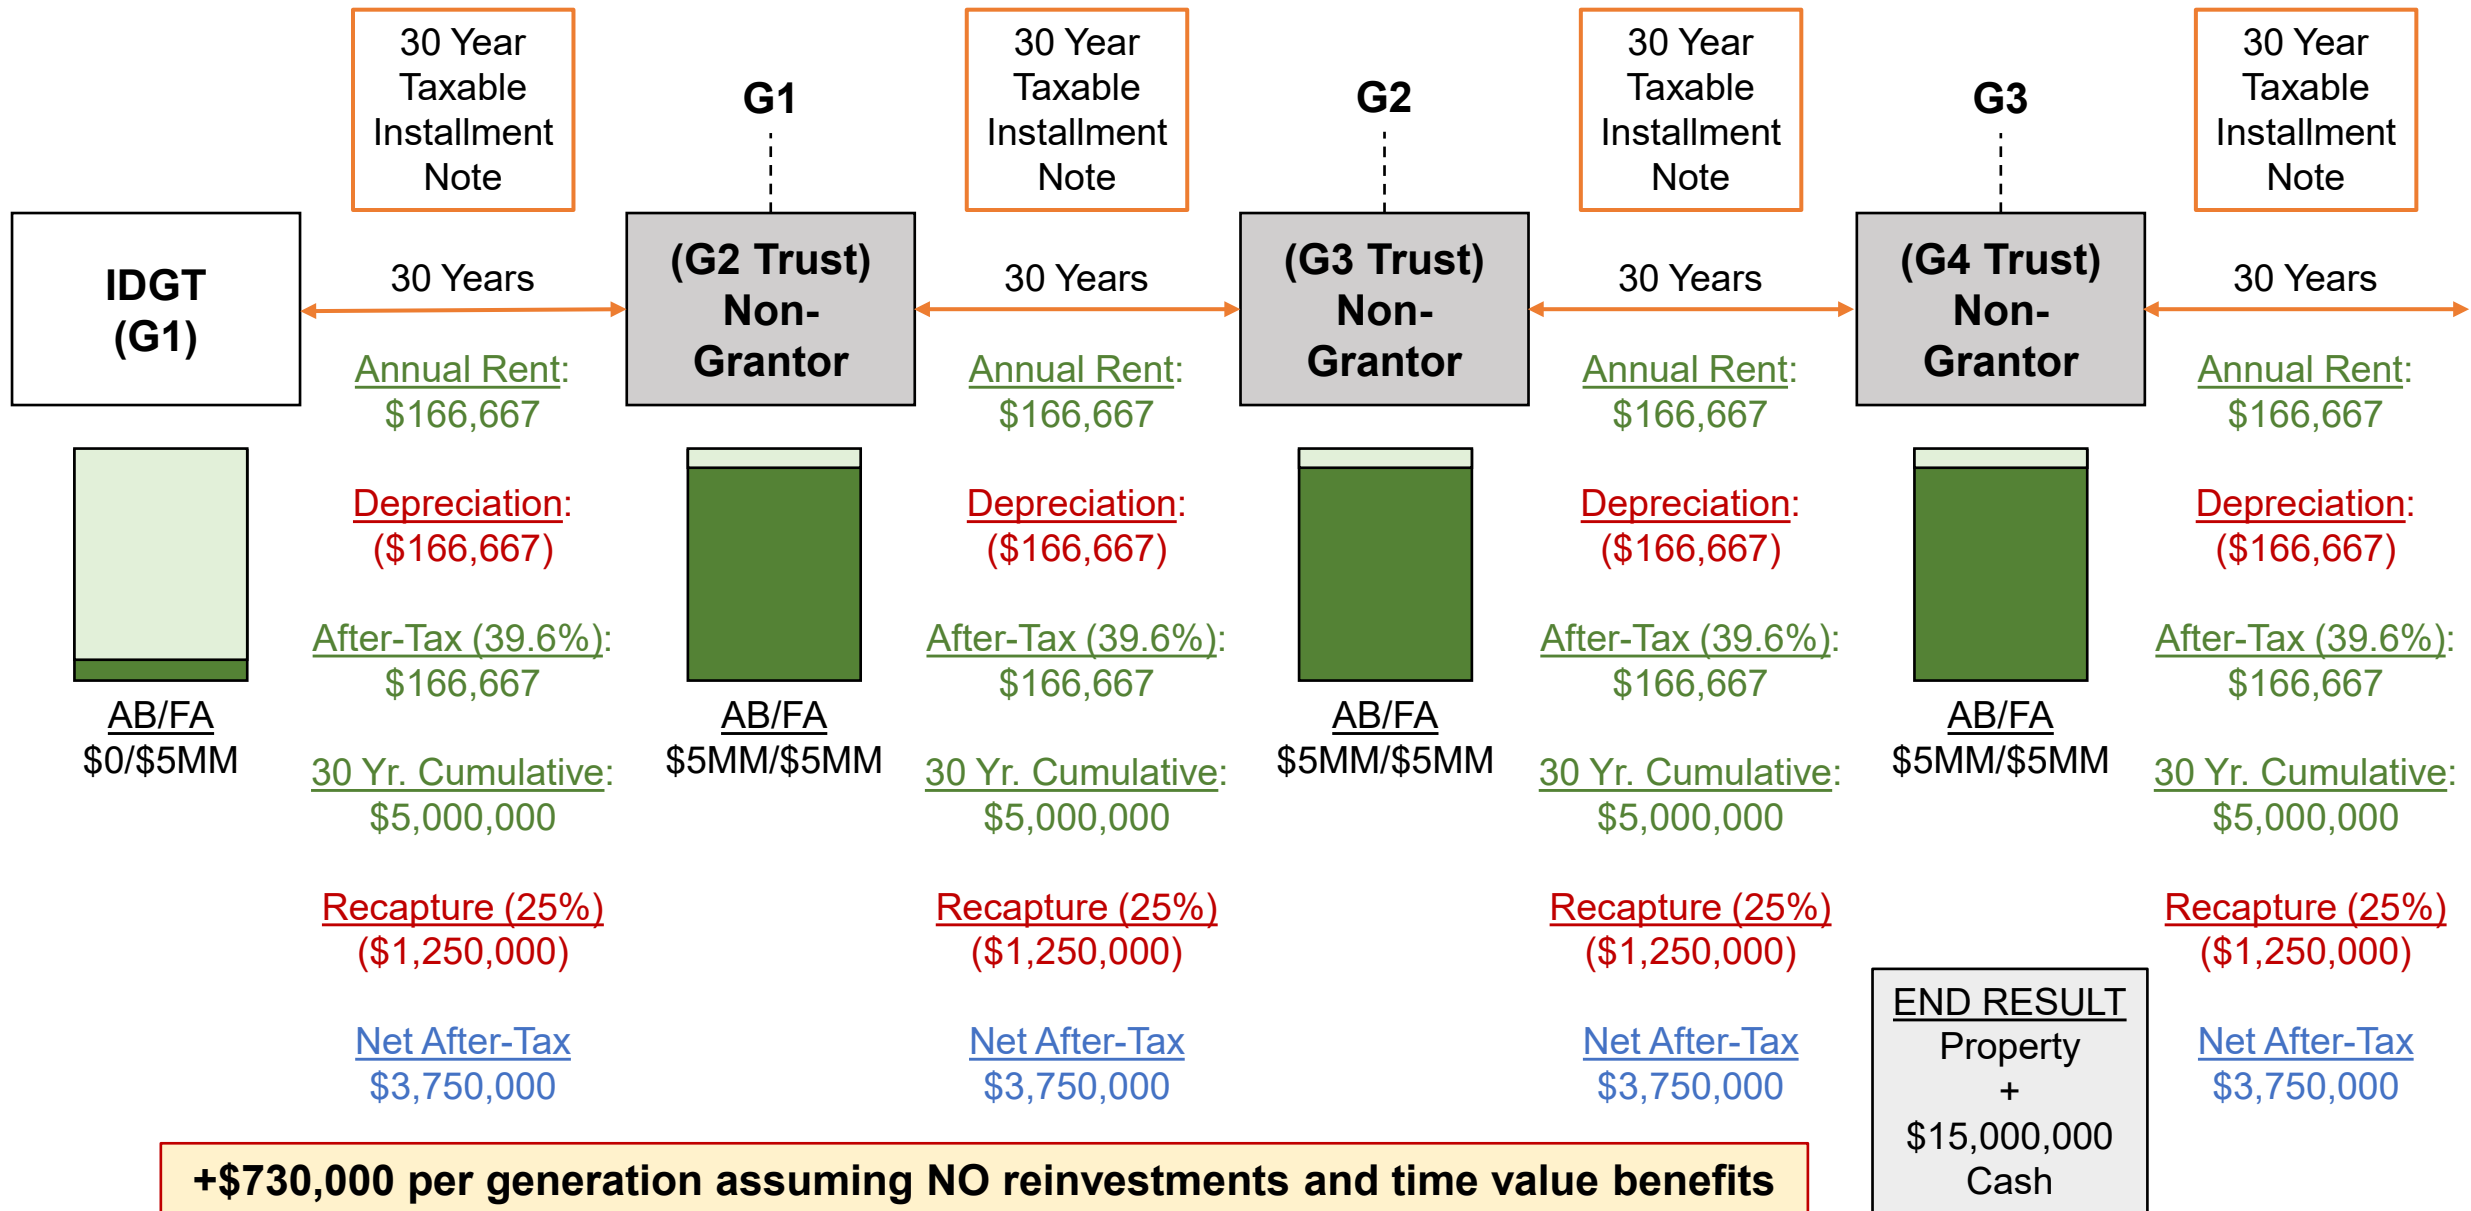 30 Year
Taxable
Installment
Note
G1
30 Year
Taxable
Installment
Note
G2
30 Year
Taxable
Installment
Note
G3
30 Year
Taxable
Installment
Note
IDGT
(G1)
30 Years
(G2 Trust)
Non-
Grantor
30 Years
(G3 Trust)
Non-
Grantor
30 Years
(G4 Trust)
Non-
Grantor
30 Years
AB/FA
$0/$5MM
Annual Rent:
$166,667
Depreciation:
($166,667)
After-Tax (39.6%):
$166,667
30 Yr. Cumulative:
$5,000,000
Recapture (25%)
($1,250,000)
Net After-Tax
$3,750,000
AB/FA
$5MM/$5MM
Annual Rent:
$166,667
Depreciation:
($166,667)
After-Tax (39.6%):
$166,667
30 Yr. Cumulative:
$5,000,000
Recapture (25%)
($1,250,000)
Net After-Tax
$3,750,000
AB/FA
$5MM/$5MM
Annual Rent:
$166,667
Depreciation:
($166,667)
After-Tax (39.6%):
$166,667
30 Yr. Cumulative:
$5,000,000
Recapture (25%)
($1,250,000)
Net After-Tax
$3,750,000
AB/FA
$5MM/$5MM
END RESULT
Property
+
$15,000,000
Cash
Annual Rent:
$166,667
Depreciation:
($166,667)
After-Tax (39.6%):
$166,667
30 Yr. Cumulative:
$5,000,000
Recapture (25%)
($1,250,000)
Net After-Tax
$3,750,000
+$730,000 per generation assuming NO reinvestments and time value benefits